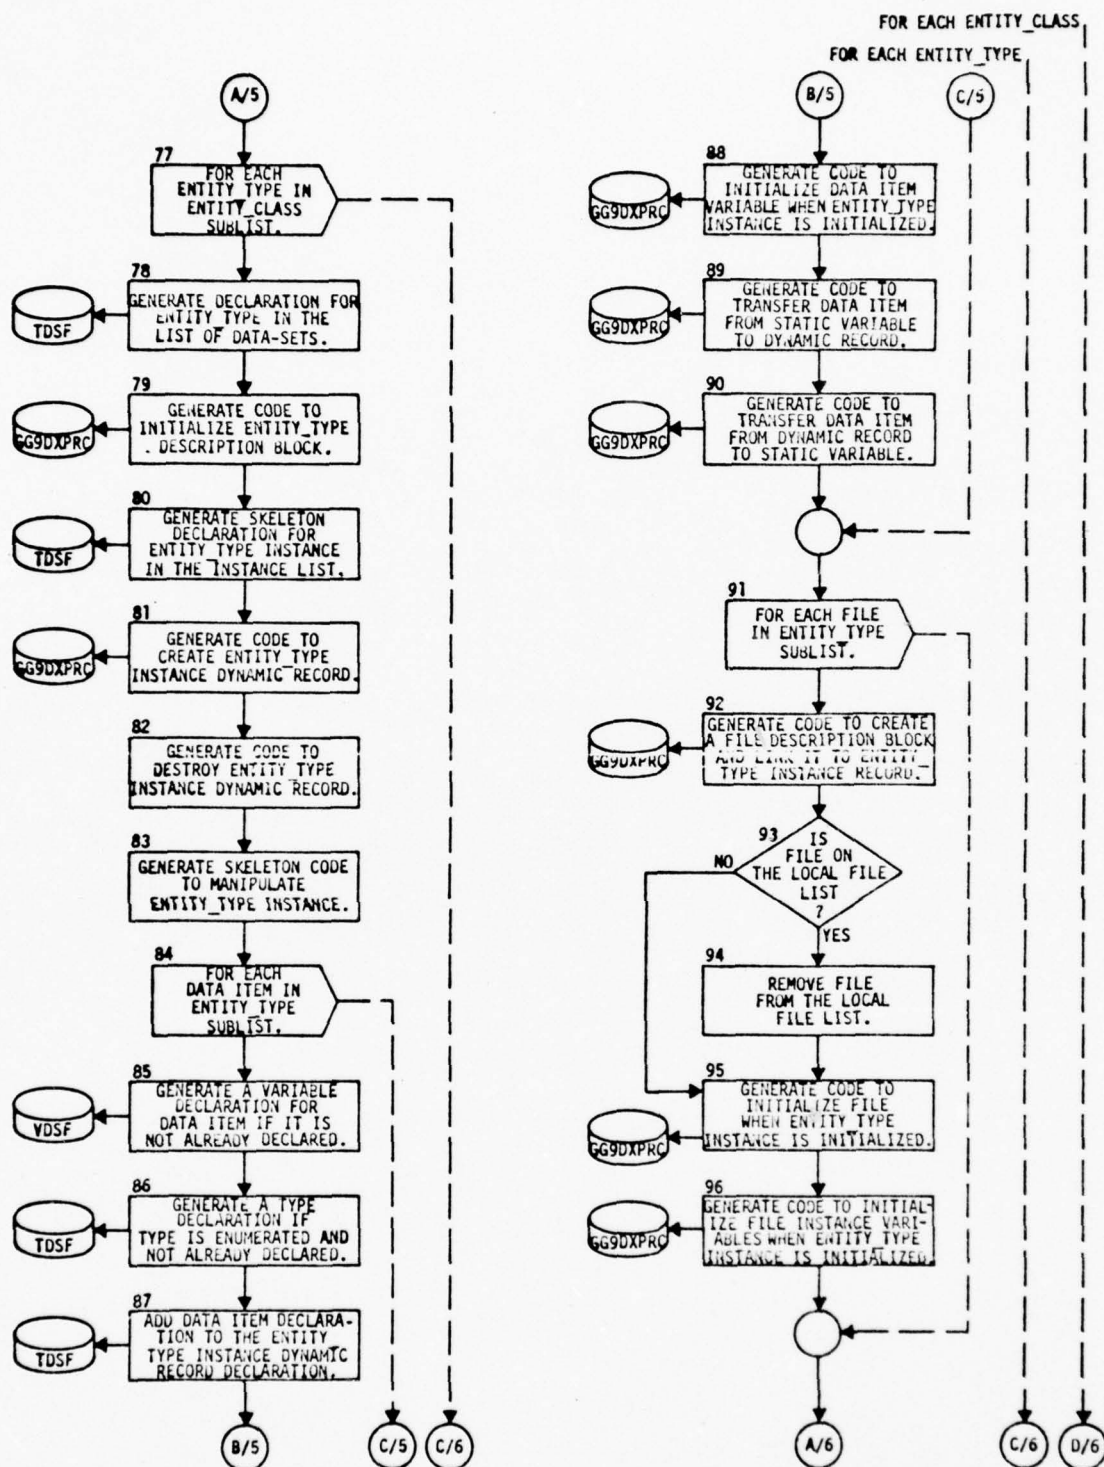 FOR EACH ENTITY_CLASS
FOR EACH ENTITY_TYPE
A/5
77
FOR EACH
ENTITY TYPE IN
ENTITY_CLASS
SUBLIST.
78
GENERATE DECLARATION FOR
ENTITY TYPE IN THE
LIST OF DATA-SETS.
TDSF
79
GENERATE CODE TO
INITIALIZE ENTITY_TYPE
. DESCRIPTION BLOCK.
GG9DXPRC
80
GENERATE SKELETON
DECLARATION FOR
ENTITY_TYPE INSTANCE
IN THE INSTANCE LIST.
TDSF
81
GENERATE CODE TO
CREATE ENTITY_TYPE
INSTANCE DYNAMIC RECORD.
GG9DXPRC
82
GENERATE CODE TO
DESTROY ENTITY_TYPE
INSTANCE DYNAMIC RECORD.
83
GENERATE SKELETON CODE
TO MANIPULATE
ENTITY_TYPE INSTANCE.
84
FOR EACH
DATA ITEM IN
ENTITY_TYPE
SUBLIST.
85
GENERATE A VARIABLE
DECLARATION FOR
DATA ITEM IF IT IS
NOT ALREADY DECLARED.
VDSF
86
GENERATE A TYPE
DECLARATION IF
TYPE IS ENUMERATED AND
NOT ALREADY DECLARED.
TDSF
87
ADD DATA ITEM DECLARA-
TION TO THE ENTITY
TYPE INSTANCE DYNAMIC
RECORD DECLARATION.
TDSF
B/5
C/5
C/6
B/5
C/5
88
GENERATE CODE TO
INITIALIZE DATA ITEM
VARIABLE WHEN ENTITY_TYPE
INSTANCE IS INITIALIZED.
GG9DXPRC
89
GENERATE CODE TO
TRANSFER DATA ITEM
FROM STATIC VARIABLE
TO DYNAMIC RECORD.
GG9DXPRC
90
GENERATE CODE TO
TRANSFER DATA ITEM
FROM DYNAMIC RECORD
TO STATIC VARIABLE.
GG9DXPRC
91
FOR EACH FILE
IN ENTITY_TYPE
SUBLIST.
92
GENERATE CODE TO CREATE
A FILE DESCRIPTION BLOCK
AND LINK IT TO ENTITY_
TYPE INSTANCE RECORD.
GG9DXPRC
93
IS
FILE ON
THE LOCAL FILE
LIST
?
NO
YES
94
REMOVE FILE
FROM THE LOCAL
FILE LIST.
95
GENERATE CODE TO
INITIALIZE FILE
WHEN ENTITY TYPE
INSTANCE IS INITIALIZED.
GG9DXPRC
96
GENERATE CODE TO INITIAL-
IZE FILE INSTANCE VARI-
ABLES WHEN ENTITY TYPE
INSTANCE IS INITIALIZED.
GG9DXPRC
A/6
C/6
D/6